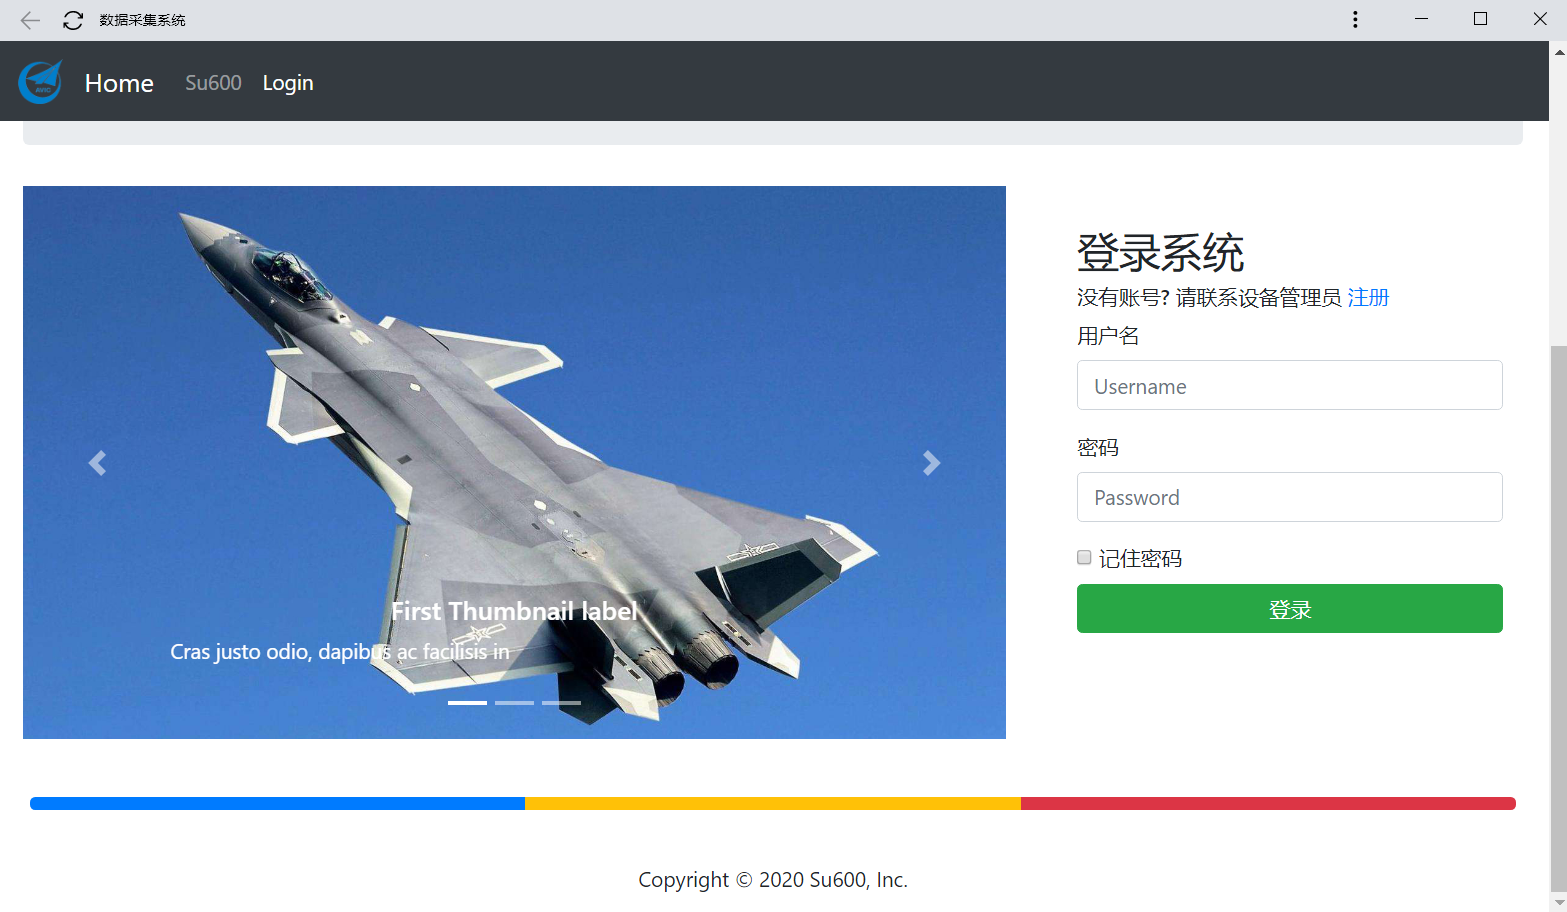 数据采集系统
AVIC
Home Su600 Login
登录系统
没有账号? 请联系设备管理员 注册
用户名
Username
密码
Password
记住密码
登录
First Thumbnail label
Cras justo odio, dapibus ac facilisis in
Copyright © 2020 Su600, Inc.